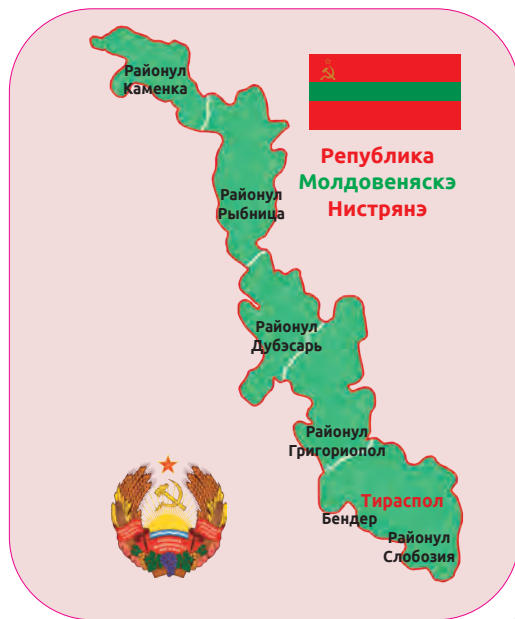 Районул
Каменка
Република
Молдовеняскэ
Нистрянэ
Районул
Рыбница
Районул
Дубэсарь
Районул
Григориопол
Тираспол
Бендер
Районул
Слобозия